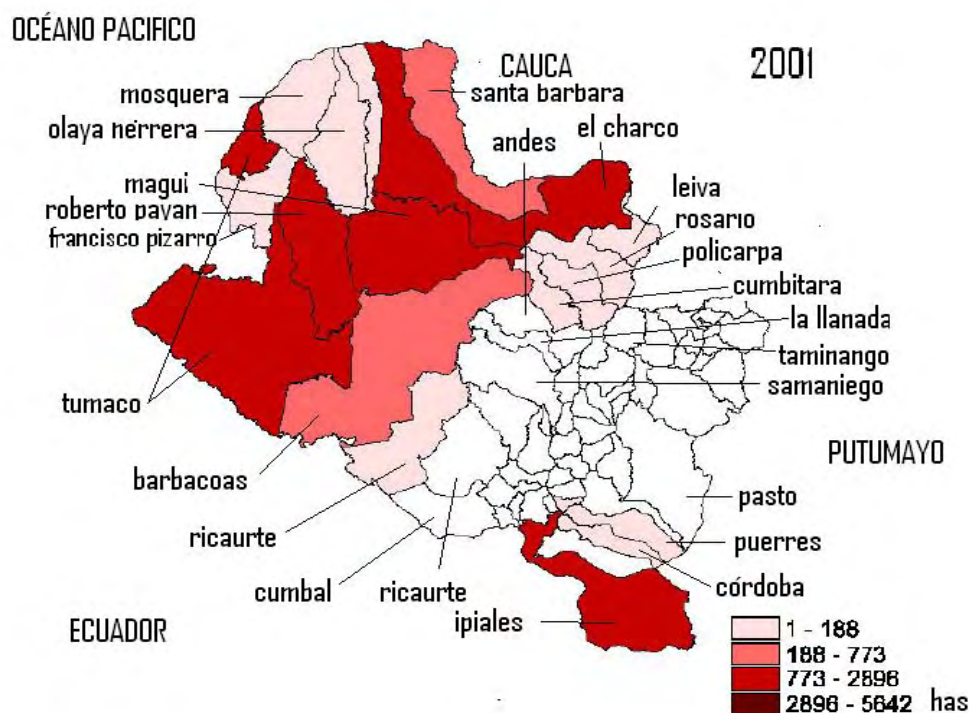 OCÉANO PACIFICO
CAUCA
2001
mosquera
santa barbara
olaya nerrera
andes
el charco
magui
leiva
roberto pavan
rosario
francisco pizarro
policarpa
cumbitara
la llanada
taminango
samaniego
tumaco
PUTUMAYO
barbacoas
pasto
ricaurte
puerres
cumbal
ricaurte
córdoba
ipiales
ECUADOR
1 - 188
188 - 773
773 - 2896
2896 - 5642 has